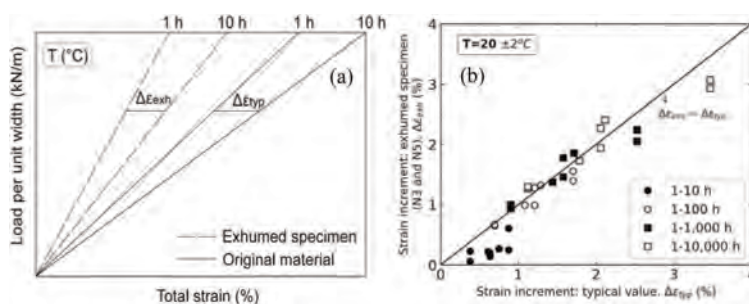 1 h 10 h 1 h 10 h
T (°C)
(a)
Δεexh
Δεtyp
Load per unit width (kN/m)
Exhumed specimen
Original material
Total strain (%)
(b)
T=20 ±2°C
Strain increment: exhumed specimen
(N3 and N5). Δεexh (%)
4
3
2
1
0
0 1 2 3 4
Δεexh = Δεtyp
1-10 h
1-100 h
1-1.000 h
1-10,000 h
Strain increment: typical value. Δεtyp (%)